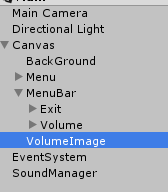 Main Camera
Directional Light
Canvas
BackGround
Menu
MenuBar
Exit
Volume
VolumeImage
EventSystem
SoundManager